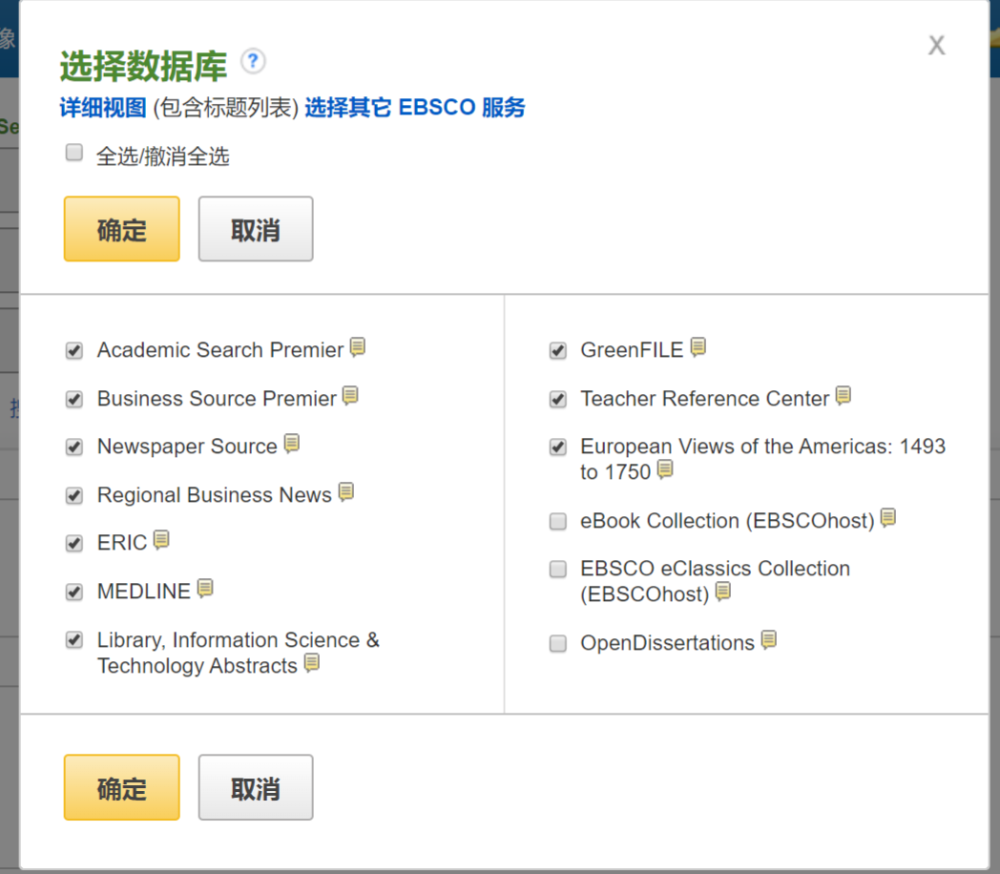 象
选择数据库 ?
X
详细视图 (包含标题列表) 选择其它 EBSCO 服务
Se
全选/撤消全选
确定 取消
Academic Search Premier
Business Source Premier
Newspaper Source
Regional Business News
ERIC
MEDLINE
Library, Information Science &
Technology Abstracts
GreenFILE
Teacher Reference Center
European Views of the Americas: 1493
to 1750
eBook Collection (EBSCOhost)
EBSCO eClassics Collection
(EBSCOhost)
OpenDissertations
确定 取消